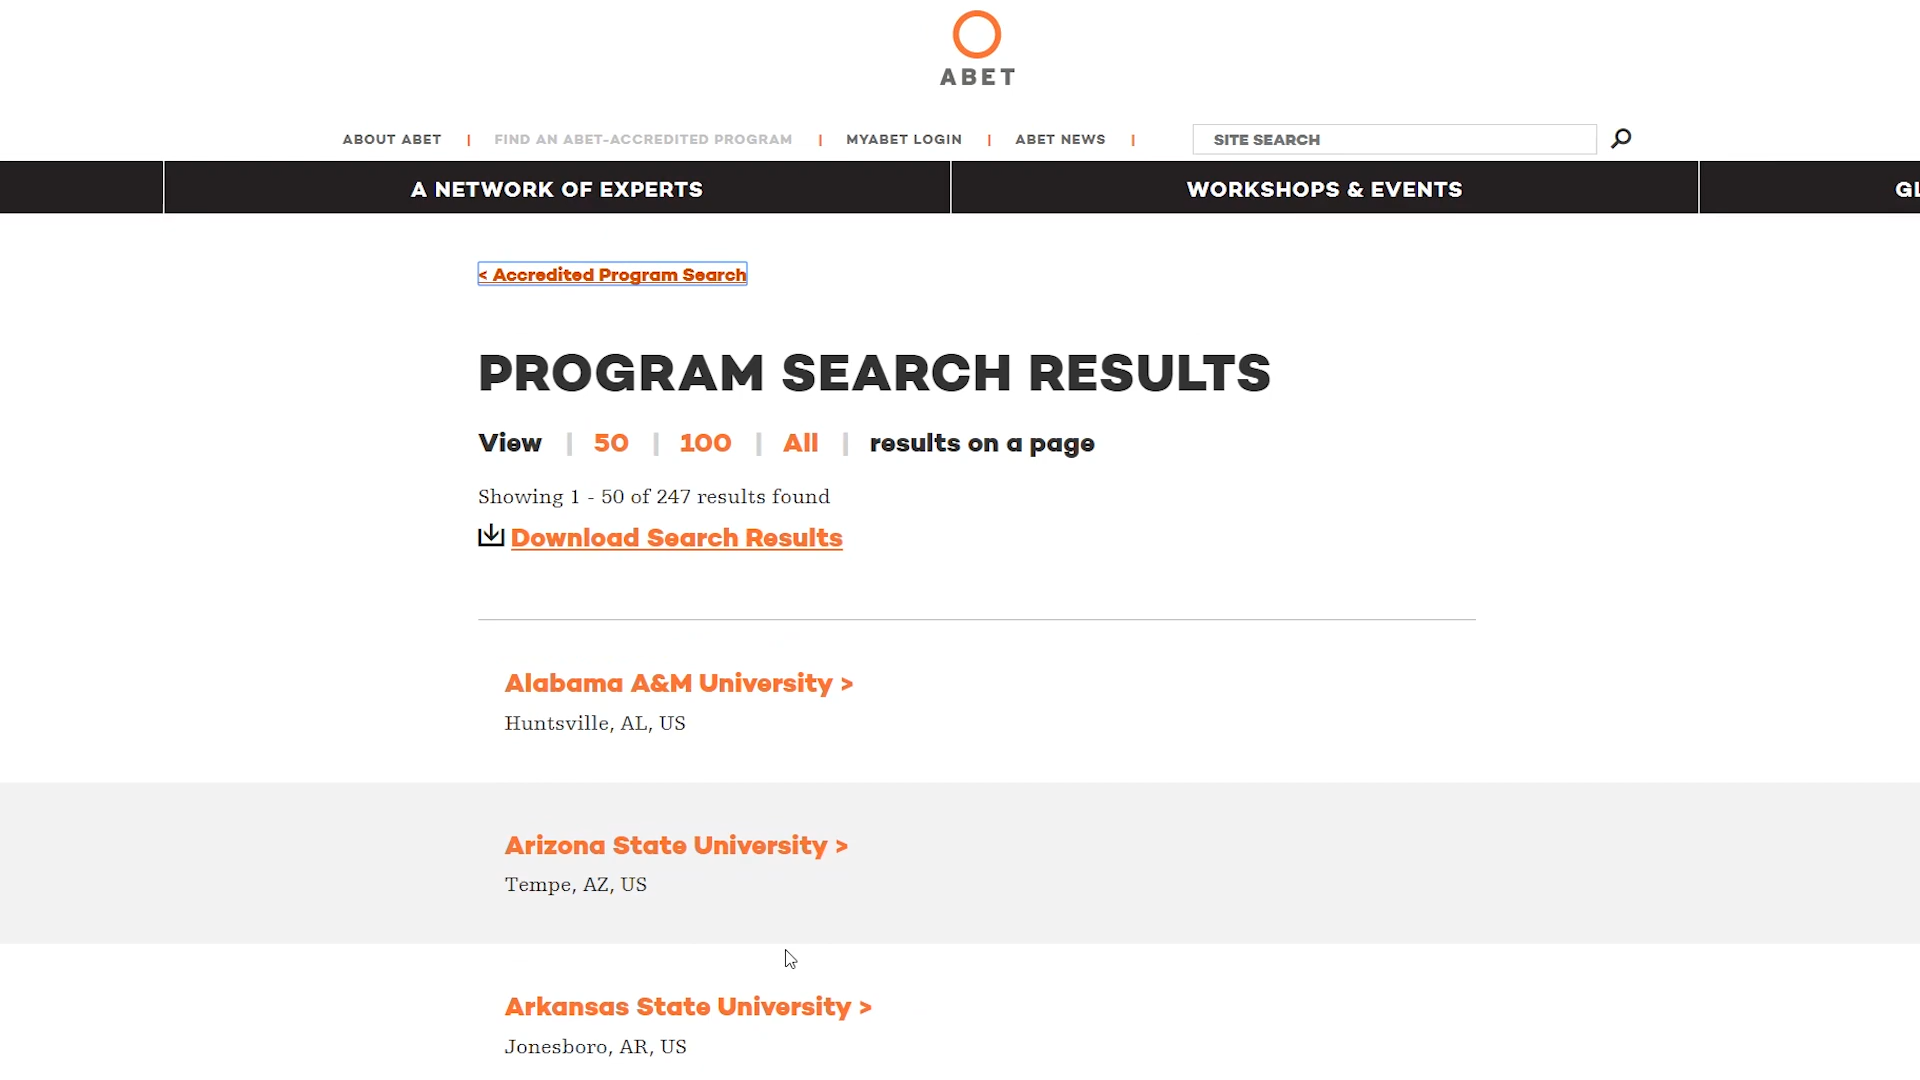 ABET
ABOUT ABET | FIND AN ABET-ACCREDITED PROGRAM | MYABET LOGIN | ABET NEWS | SITE SEARCH
A NETWORK OF EXPERTS WORKSHOPS & EVENTS GL
< Accredited Program Search
PROGRAM SEARCH RESULTS
View | 50 | 100 | All | results on a page
Showing 1 - 50 of 247 results found
Download Search Results
Alabama A&M University >
Huntsville, AL, US
Arizona State University >
Tempe, AZ, US
Arkansas State University >
Jonesboro, AR, US